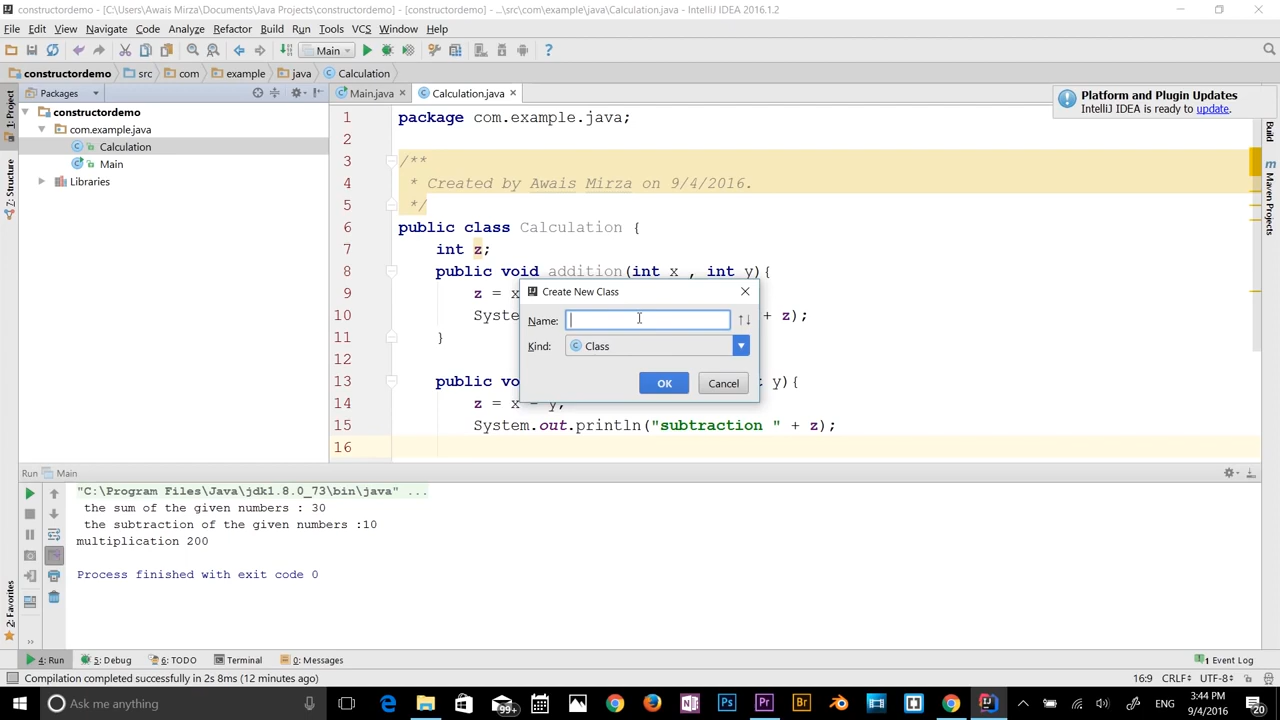 constructordemo - [C:\Users\Awais Mirza\Documents\Java Projects\constructordemo] - [constructordemo] - ...\src\com\example\java\Calculation.java - IntelliJ IDEA 2016.1.2
File Edit View Navigate Code Analyze Refactor Build Run Tools VCS Window Help
Main
constructordemo src com example java Calculation
1: Project
Packages
Main.java Calculation.java
Platform and Plugin Updates
IntelliJ IDEA is ready to update.
constructordemo
com.example.java
Calculation
Main
Libraries
Z: Structure
Build
Maven Projects
1 package com.example.java;
2
3 /**
4 * Created by Awais Mirza on 9/4/2016.
5 */
6 public class Calculation {
7 int z;
8 public void addition(int x , int y){
9 z = x
10 Syste + z);
11 }
12
13 public vo y){
14 z = x - y;
15 System.out.println("subtraction " + z);
16
Create New Class
Name:
Kind: Class
OK Cancel
Run Main
"C:\Program Files\Java\jdk1.8.0_73\bin\java" ...
the sum of the given numbers : 30
the subtraction of the given numbers :10
multiplication 200
Process finished with exit code 0
2: Favorites
4: Run 5: Debug 6: TODO Terminal 0: Messages 1 Event Log
Compilation completed successfully in 2s 8ms (12 minutes ago) 16:9 CRLF÷ UTF-8÷
Ask me anything
99+
Ps Pr Br
ENG
3:44 PM
9/4/2016
20